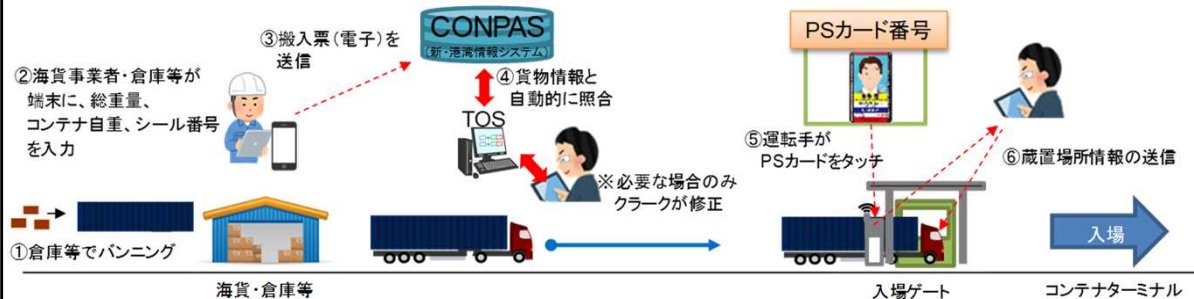 ①倉庫等でバンニング
②海貨事業者・倉庫等が
端末に、総重量、
コンテナ自重、シール番号
を入力
③搬入票(電子)を
送信
CONPAS
(新・港湾情報システム)
④貨物情報と
自動的に照合
TOS
※必要な場合のみ
クラークが修正
PSカード番号
⑤運転手が
PSカードをタッチ
⑥蔵置場所情報の送信
入場
海貨・倉庫等
入場ゲート
コンテナターミナル